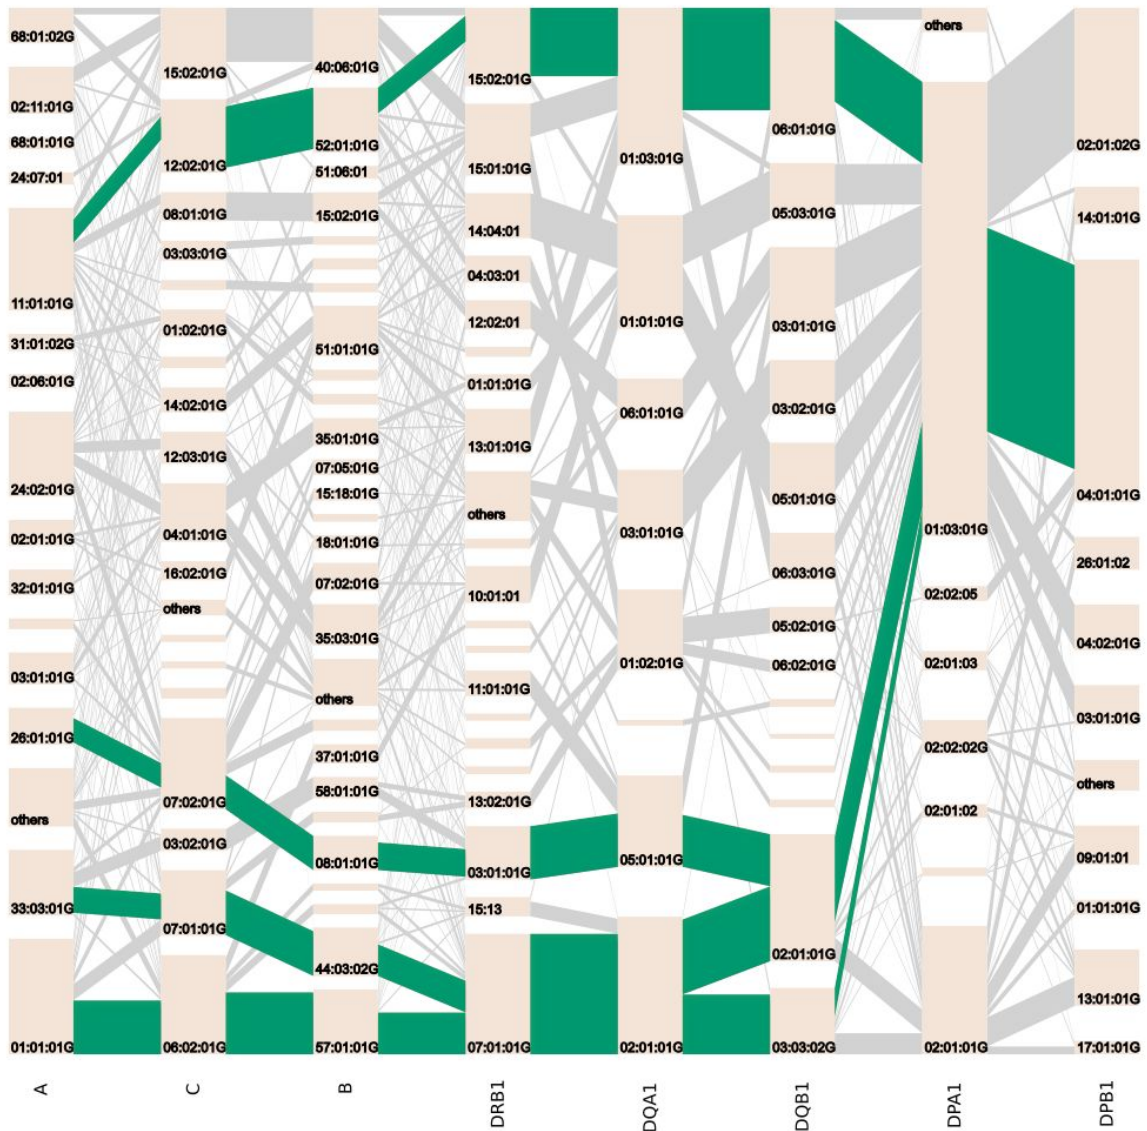 68:01:02G
02:11:01G
68:01:01G
24:07:01
11:01:01G
31:01:02G
02:06:01G
24:02:01G
02:01:01G
32:01:01G
03:01:01G
26:01:01G
others
33:03:01G
01:01:01G
A
15:02:01G
12:02:01G
08:01:01G
03:03:01G
01:02:01G
14:02:01G
12:03:01G
04:01:01G
16:02:01G
others
07:02:01G
03:02:01G
07:01:01G
06:02:01G
C
40:06:01G
52:01:01G
51:06:01
15:02:01G
51:01:01G
35:01:01G
07:05:01G
15:18:01G
18:01:01G
07:02:01G
35:03:01G
others
37:01:01G
58:01:01G
08:01:01G
44:03:02G
57:01:01G
B
15:02:01G
15:01:01G
14:04:01
04:03:01
12:02:01
01:01:01G
13:01:01G
others
10:01:01
11:01:01G
13:02:01G
03:01:01G
15:13
07:01:01G
DRB1
01:03:01G
01:01:01G
06:01:01G
03:01:01G
01:02:01G
05:01:01G
02:01:01G
DQA1
06:01:01G
05:03:01G
03:01:01G
03:02:01G
05:01:01G
06:03:01G
05:02:01G
06:02:01G
02:01:01G
03:03:02G
DQB1
others
01:03:01G
02:02:05
02:01:03
02:02:02G
02:01:02
02:01:01G
DPA1
02:01:02G
14:01:01G
04:01:01G
26:01:02
04:02:01G
03:01:01G
others
09:01:01
01:01:01G
13:01:01G
17:01:01G
DPB1